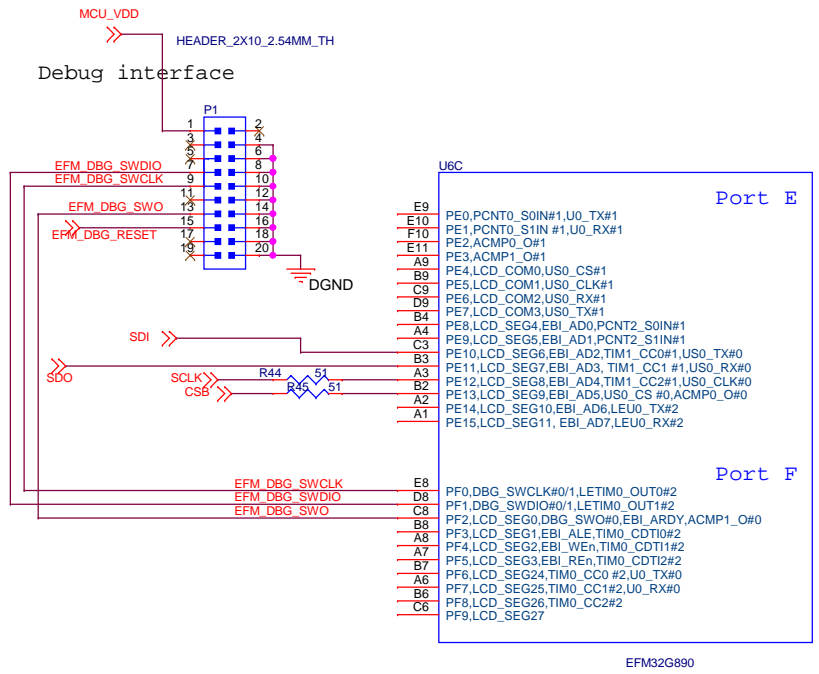 MCU_VDD
HEADER_2X10_2.54MM_TH
Debug interface
P1
1 2
3 4
5 6
EFM_DBG_SWDIO 7 8
EFM_DBG_SWCLK 9 10
11 12
EFM_DBG_SWO 13 14
15 16
EFM_DBG_RESET 17 18
19 20
DGND
U6C
Port E
E9 PE0,PCNT0_S0IN#1,U0_TX#1
E10 PE1,PCNT0_S1IN #1,U0_RX#1
F10 PE2,ACMP0_O#1
E11 PE3,ACMP1_O#1
A9 PE4,LCD_COM0,US0_CS#1
B9 PE5,LCD_COM1,US0_CLK#1
C9 PE6,LCD_COM2,US0_RX#1
D9 PE7,LCD_COM3,US0_TX#1
B4 PE8,LCD_SEG4,EBI_AD0,PCNT2_S0IN#1
A4 PE9,LCD_SEG5,EBI_AD1,PCNT2_S1IN#1
SDI C3 PE10,LCD_SEG6,EBI_AD2,TIM1_CC0#1,US0_TX#0
SDO B3 PE11,LCD_SEG7,EBI_AD3, TIM1_CC1 #1,US0_RX#0
SCLK R44 51 A3 PE12,LCD_SEG8,EBI_AD4,TIM1_CC2#1,US0_CLK#0
CSB R45 51 B2 PE13,LCD_SEG9,EBI_AD5,US0_CS #0,ACMP0_O#0
A2 PE14,LCD_SEG10,EBI_AD6,LEU0_TX#2
A1 PE15,LCD_SEG11, EBI_AD7,LEU0_RX#2
Port F
EFM_DBG_SWCLK E8 PF0,DBG_SWCLK#0/1,LETIM0_OUT0#2
EFM_DBG_SWDIO D8 PF1,DBG_SWDIO#0/1,LETIM0_OUT1#2
EFM_DBG_SWO C8 PF2,LCD_SEG0,DBG_SWO#0,EBI_ARDY,ACMP1_O#0
B8 PF3,LCD_SEG1,EBI_ALE,TIM0_CDTI0#2
A8 PF4,LCD_SEG2,EBI_WEn,TIM0_CDTI1#2
A7 PF5,LCD_SEG3,EBI_REn,TIM0_CDTI2#2
B7 PF6,LCD_SEG24,TIM0_CC0 #2,U0_TX#0
A6 PF7,LCD_SEG25,TIM0_CC1#2,U0_RX#0
B6 PF8,LCD_SEG26,TIM0_CC2#2
C6 PF9,LCD_SEG27
EFM32G890